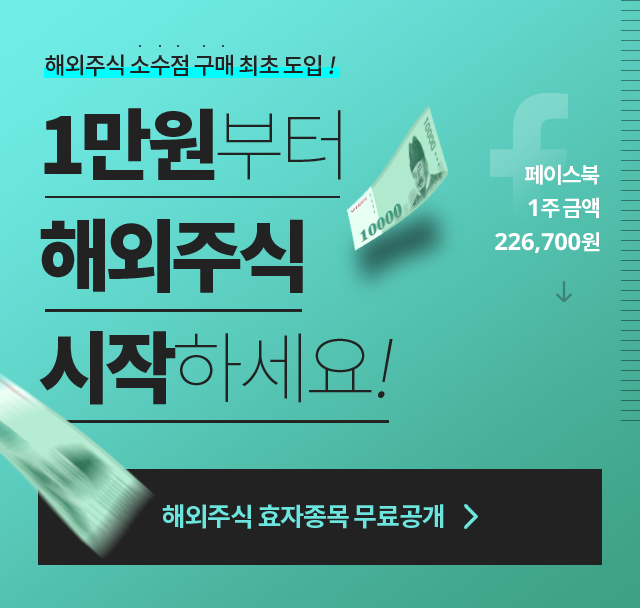 해외주식 소수점 구매 최초 도입 !
1만원부터
해외주식
시작하세요!
10000
10000
f
페이스북
1주 금액
226,700원
해외주식 효자종목 무료공개